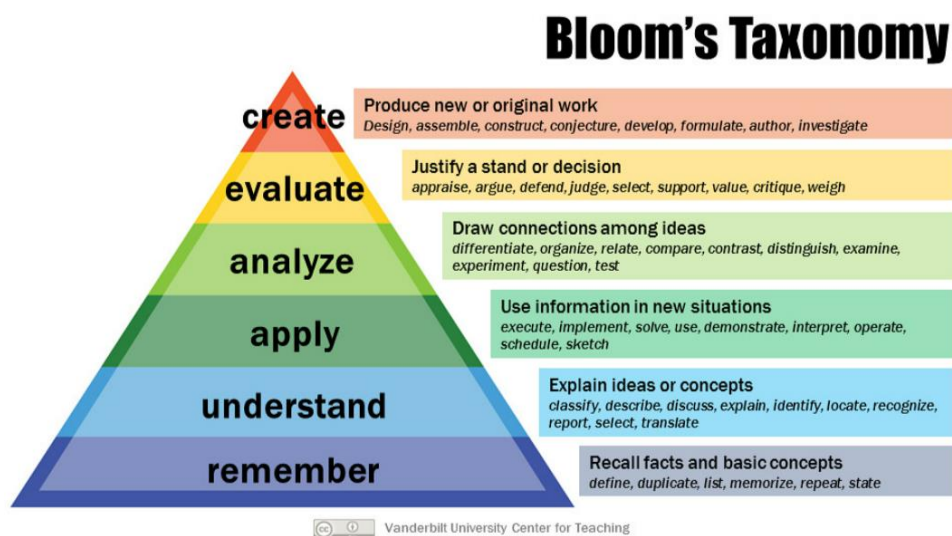 Bloom's Taxonomy
create
Produce new or original work
Design, assemble, construct, conjecture, develop, formulate, author, investigate
evaluate
Justify a stand or decision
appraise, argue, defend, judge, select, support, value, critique, weigh
analyze
Draw connections among ideas
differentiate, organize, relate, compare, contrast, distinguish, examine,
experiment, question, test
apply
Use information in new situations
execute, implement, solve, use, demonstrate, interpret, operate,
schedule, sketch
understand
Explain ideas or concepts
classify, describe, discuss, explain, identify, locate, recognize,
report, select, translate
remember
Recall facts and basic concepts
define, duplicate, list, memorize, repeat, state
cc Vanderbilt University Center for Teaching